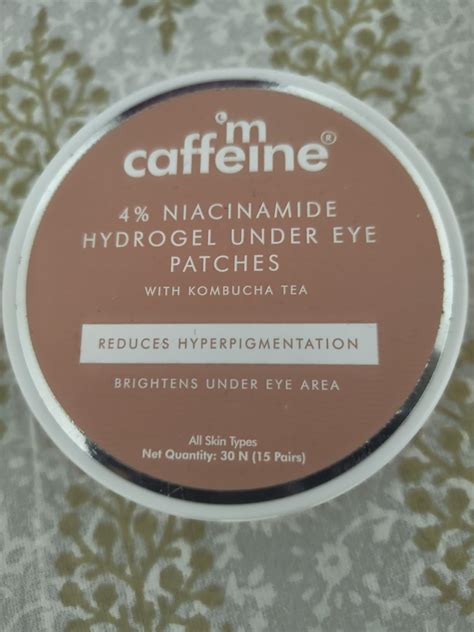 'm
caffeine®
4% NIACINAMIDE
HYDROGEL UNDER EYE
PATCHES
WITH KOMBUCHA TEA
REDUCES HYPERPIGMENTATION
BRIGHTENS UNDER EYE AREA
All Skin Types
Net Quantity: 30 N (15 Pairs)